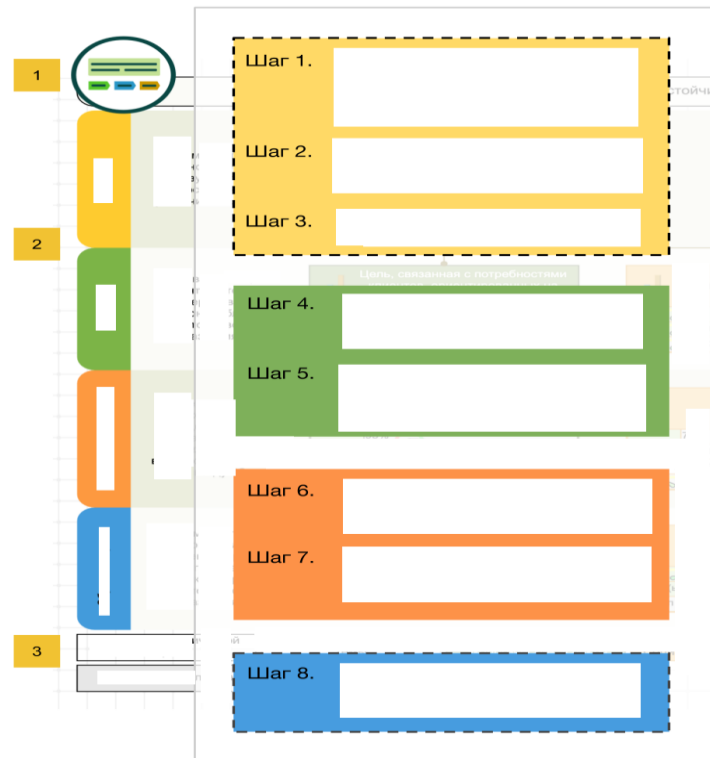 1
Шаг 1.
Шаг 2.
Шаг 3.
2
Цель, связанная с потребностями
Шаг 4.
Шаг 5.
Шаг 6.
Шаг 7.
3
Шаг 8.